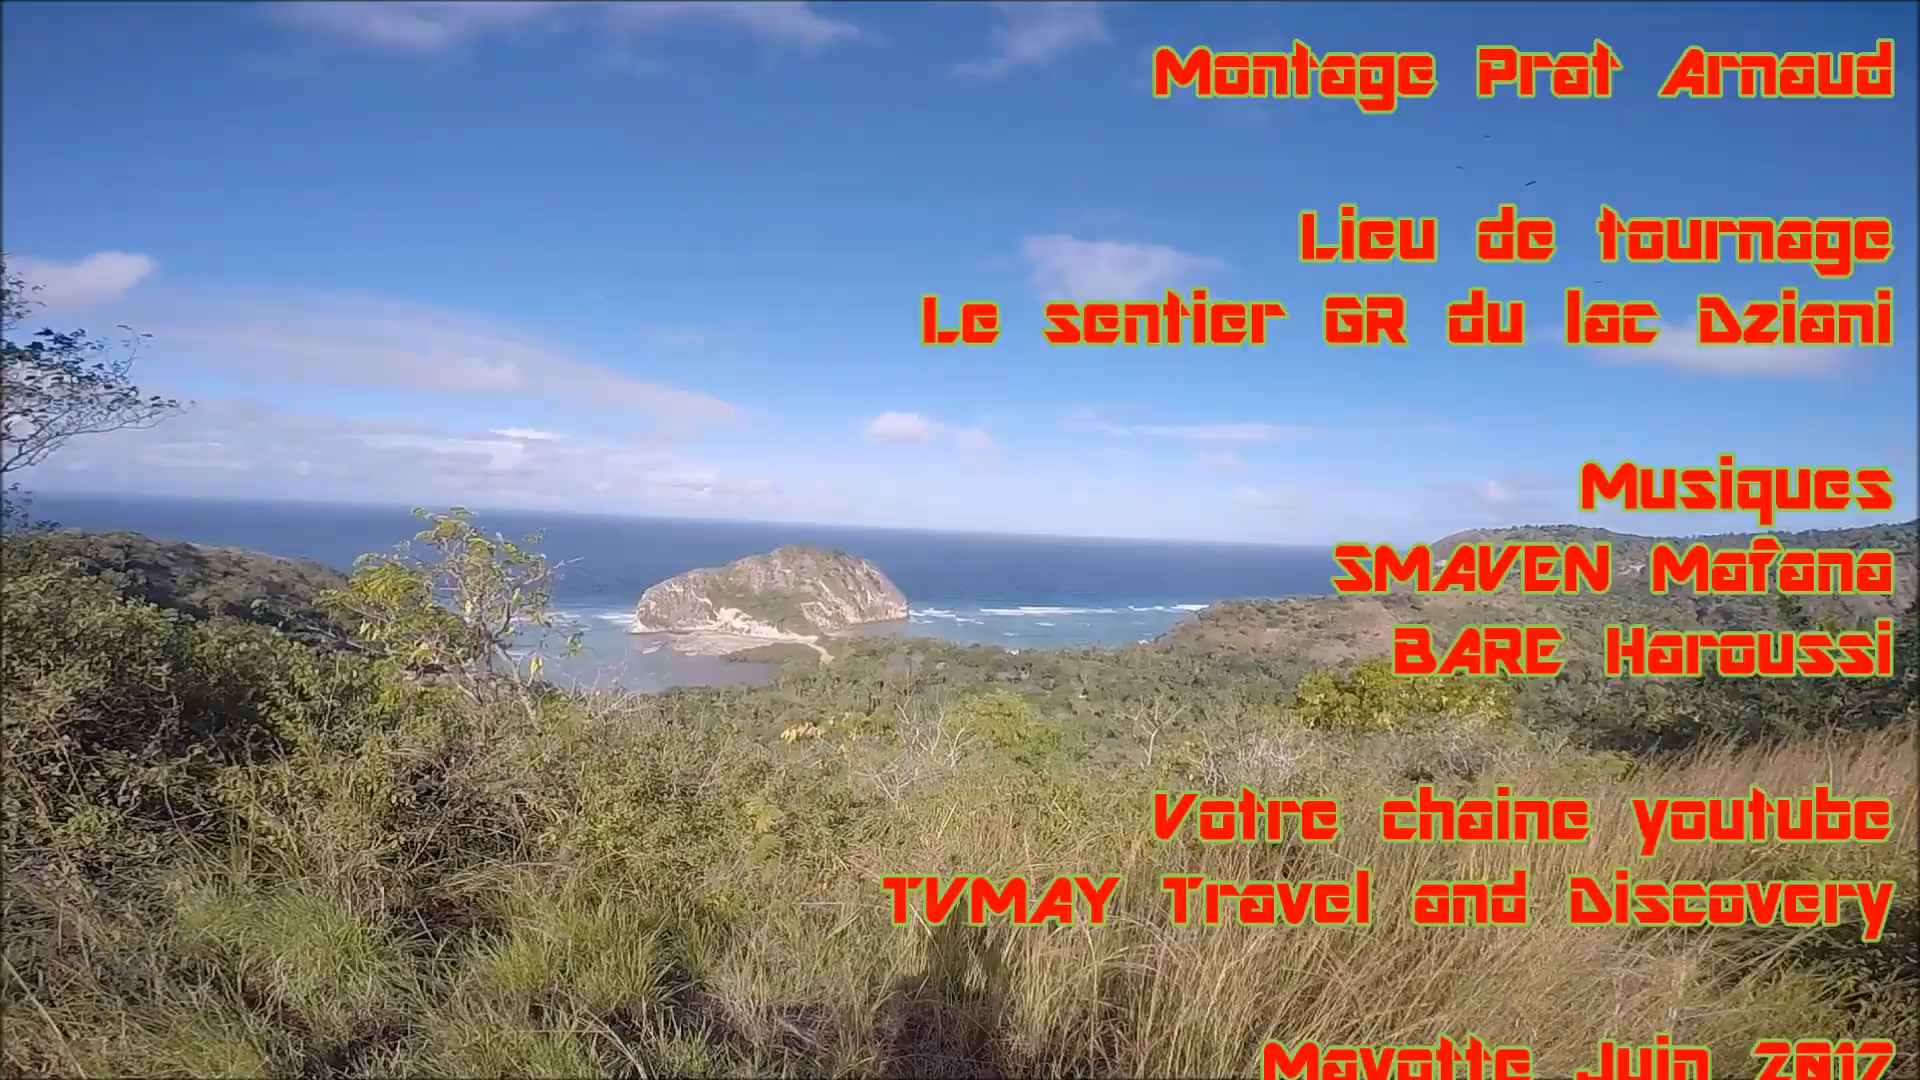 Montage Prat Arnaud
Lieu de tournage
Le sentier GR du lac Dziani
Musiques
SMAVEN Mafana
BARE Haroussi
Votre chaine youtube
TVMAY Travel and Discovery
Mayotte Juin 2017